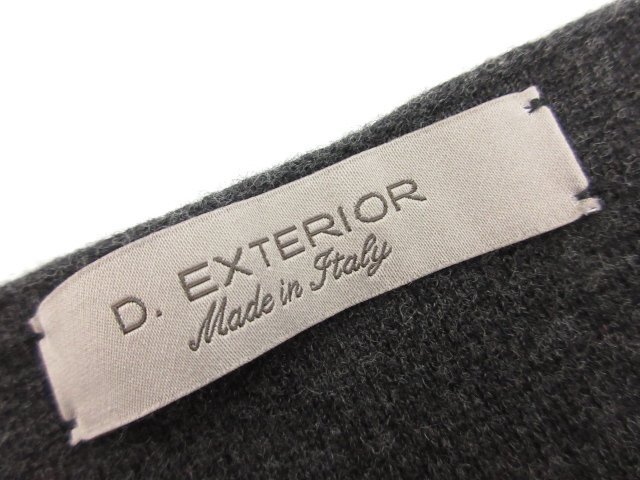 D. EXTERIOR
Made in Italy